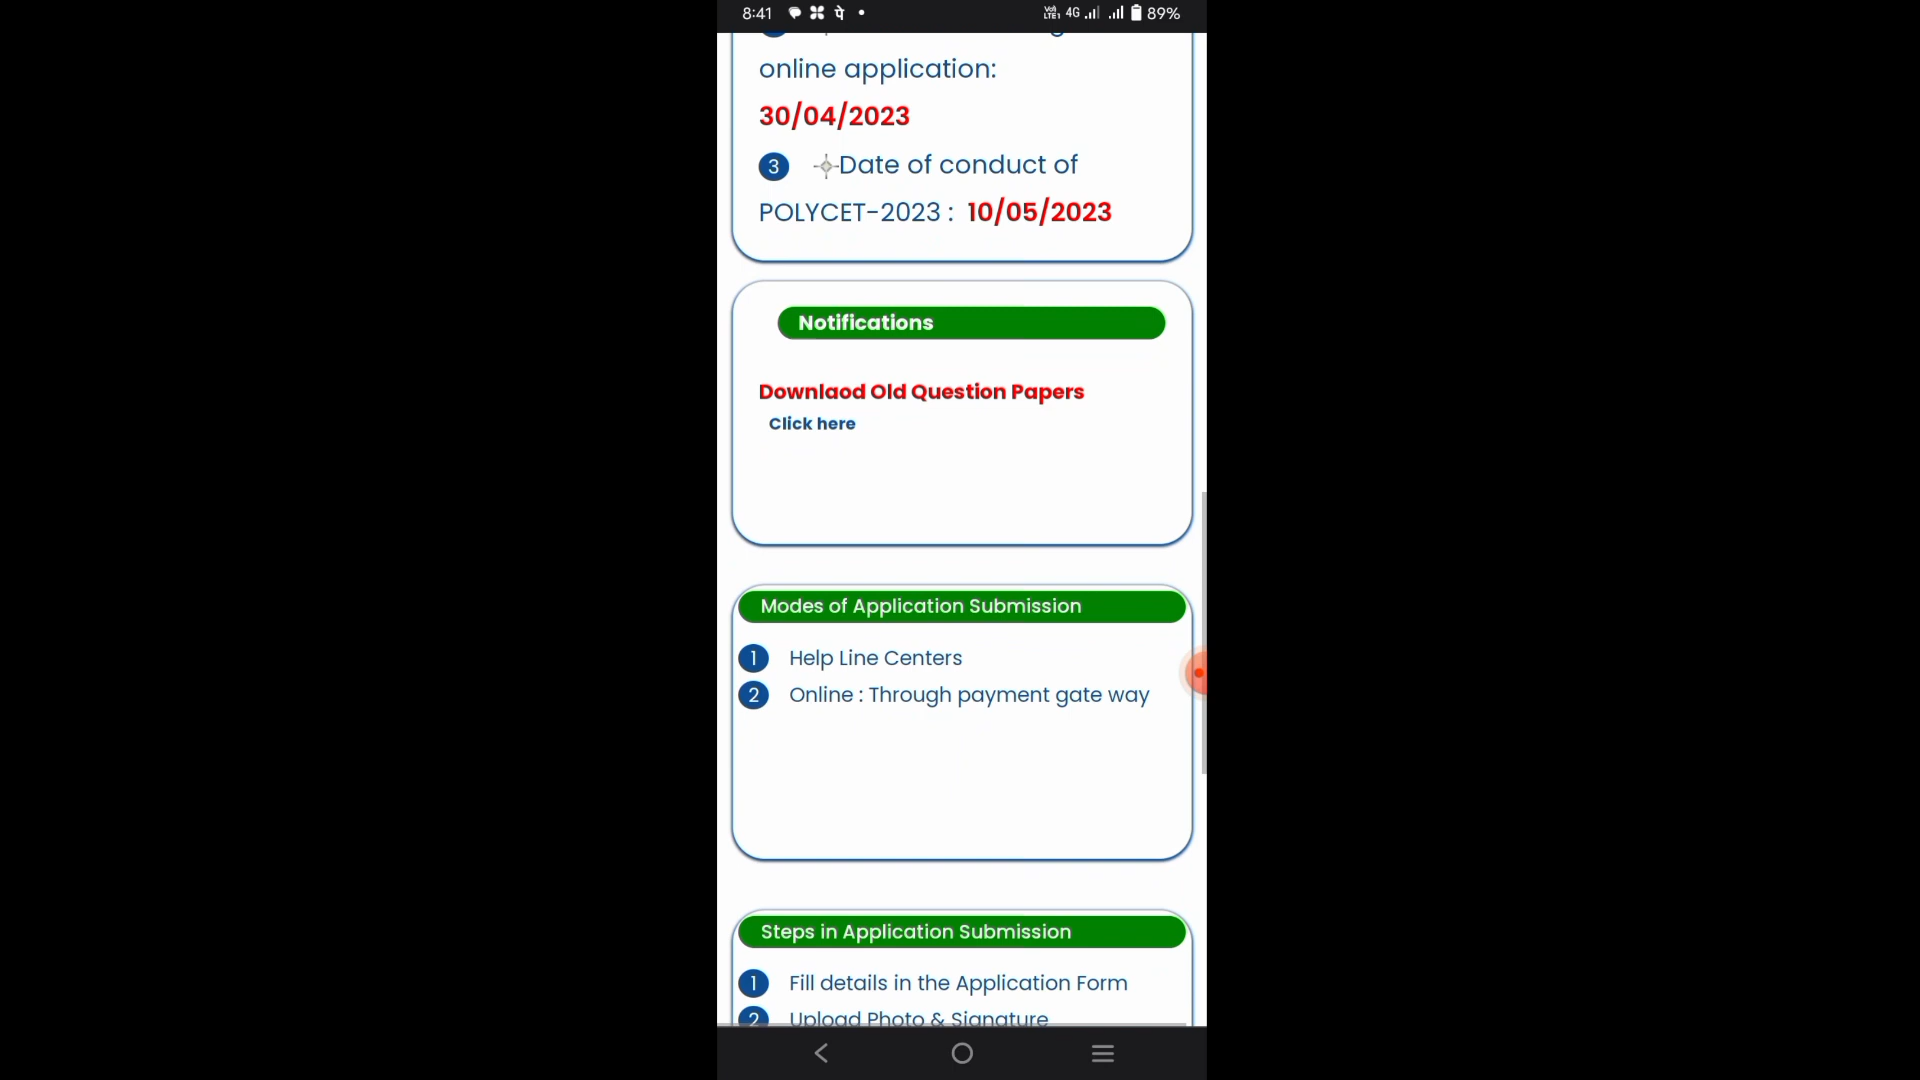 8:41 पे VoLTE1 4G 89%
online application:
30/04/2023
3 Date of conduct of
POLYCET-2023 : 10/05/2023
Notifications
Downlaod Old Question Papers
Click here
Modes of Application Submission
1 Help Line Centers
2 Online : Through payment gate way
Steps in Application Submission
1 Fill details in the Application Form
2 Upload Photo & Signature